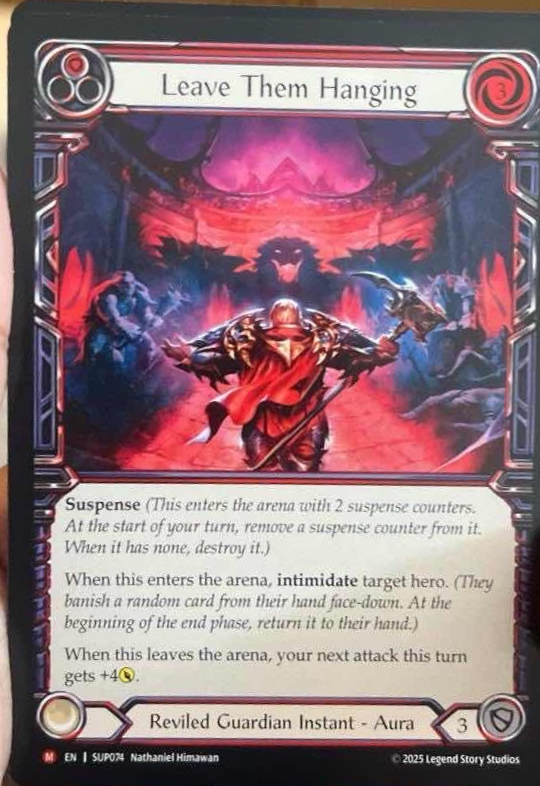 Leave Them Hanging
3
Suspense (This enters the arena with 2 suspense counters.
At the start of your turn, remove a suspense counter from it.
When it has none, destroy it.)
When this enters the arena, intimidate target hero. (They
banish a random card from their hand face-down. At the
beginning of the end phase, return it to their hand.)
When this leaves the arena, your next attack this turn
gets +4.
Reviled Guardian Instant - Aura
3
M EN | SUP074 Nathaniel Himawan
© 2025 Legend Story Studios